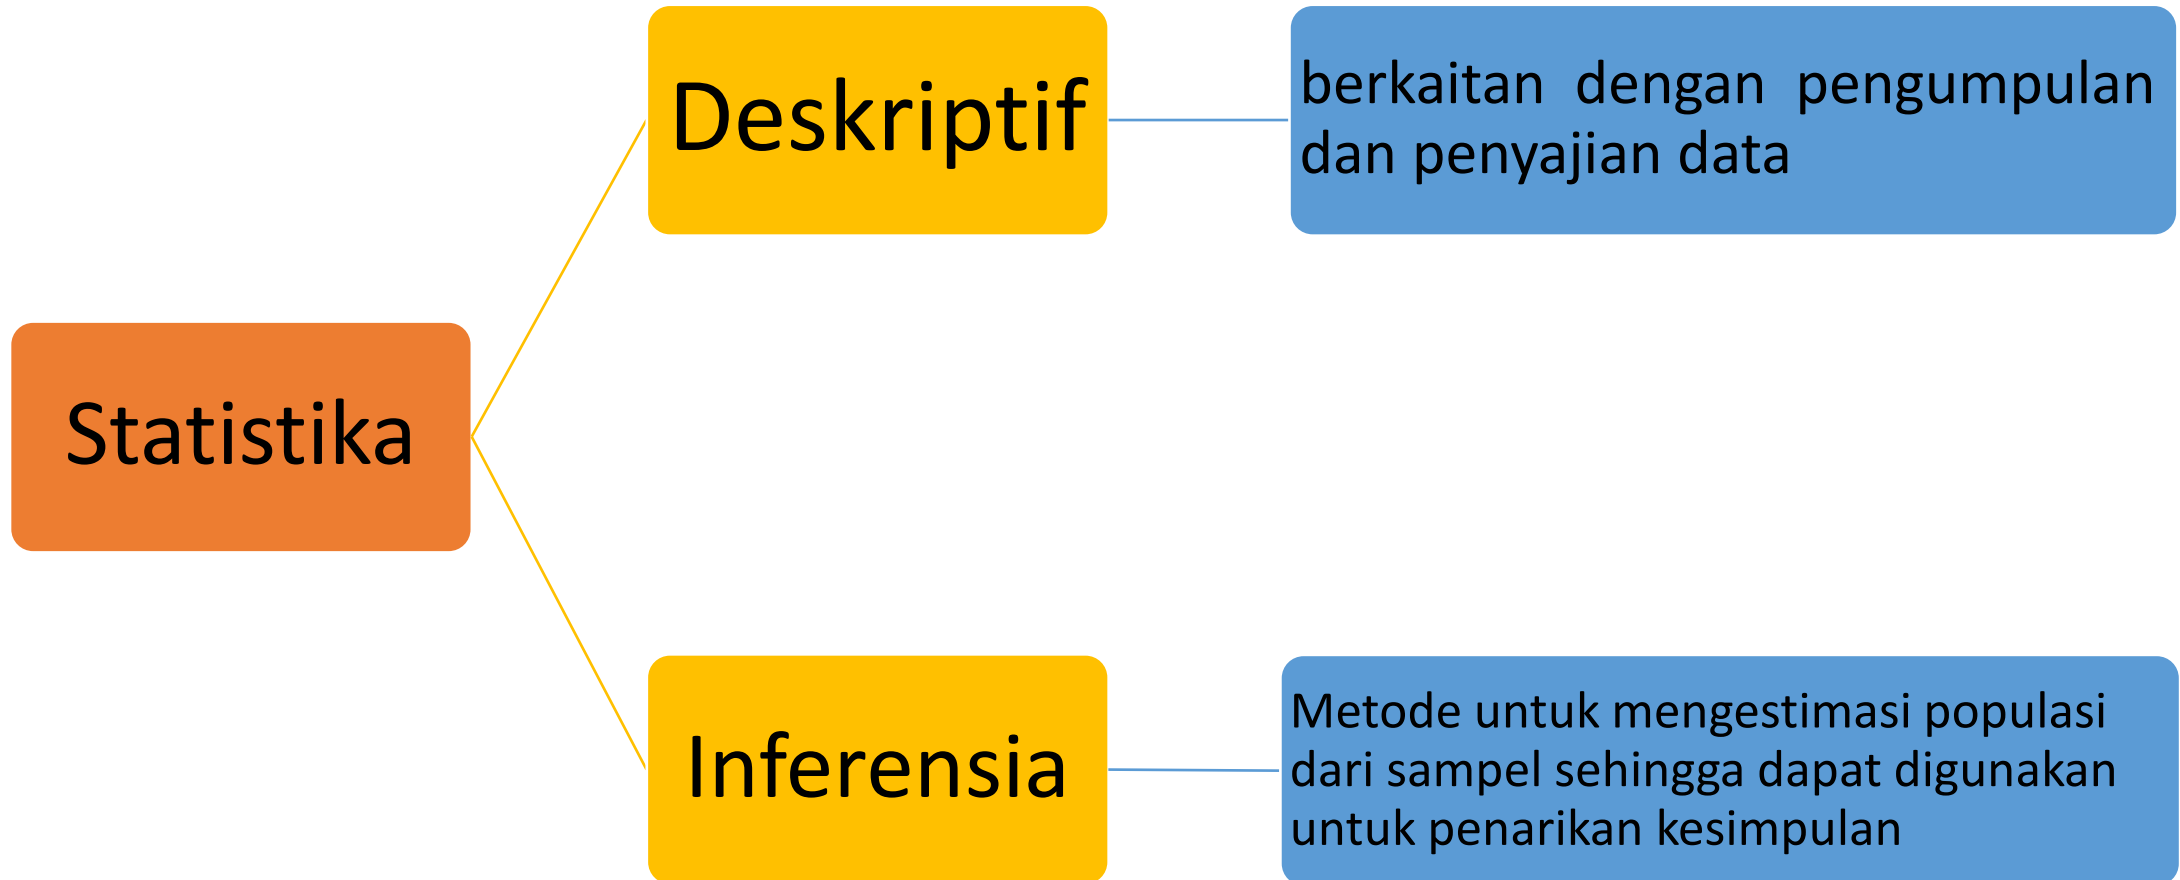 Statistika
Deskriptif
berkaitan dengan pengumpulan
dan penyajian data
Inferensia
Metode untuk mengestimasi populasi
dari sampel sehingga dapat digunakan
untuk penarikan kesimpulan